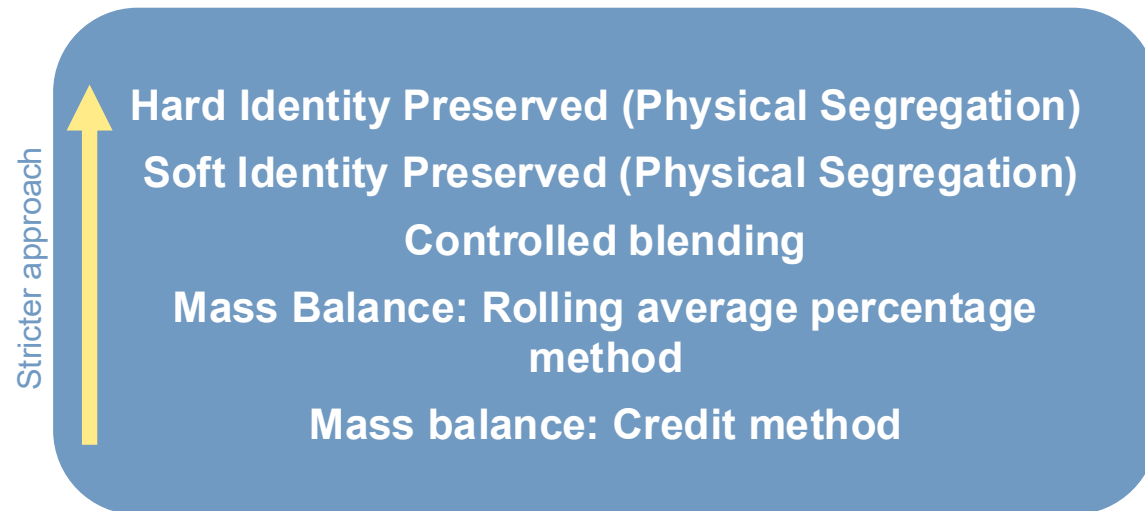 Stricter approach
Hard Identity Preserved (Physical Segregation)
Soft Identity Preserved (Physical Segregation)
Controlled blending
Mass Balance: Rolling average percentage
method
Mass balance: Credit method